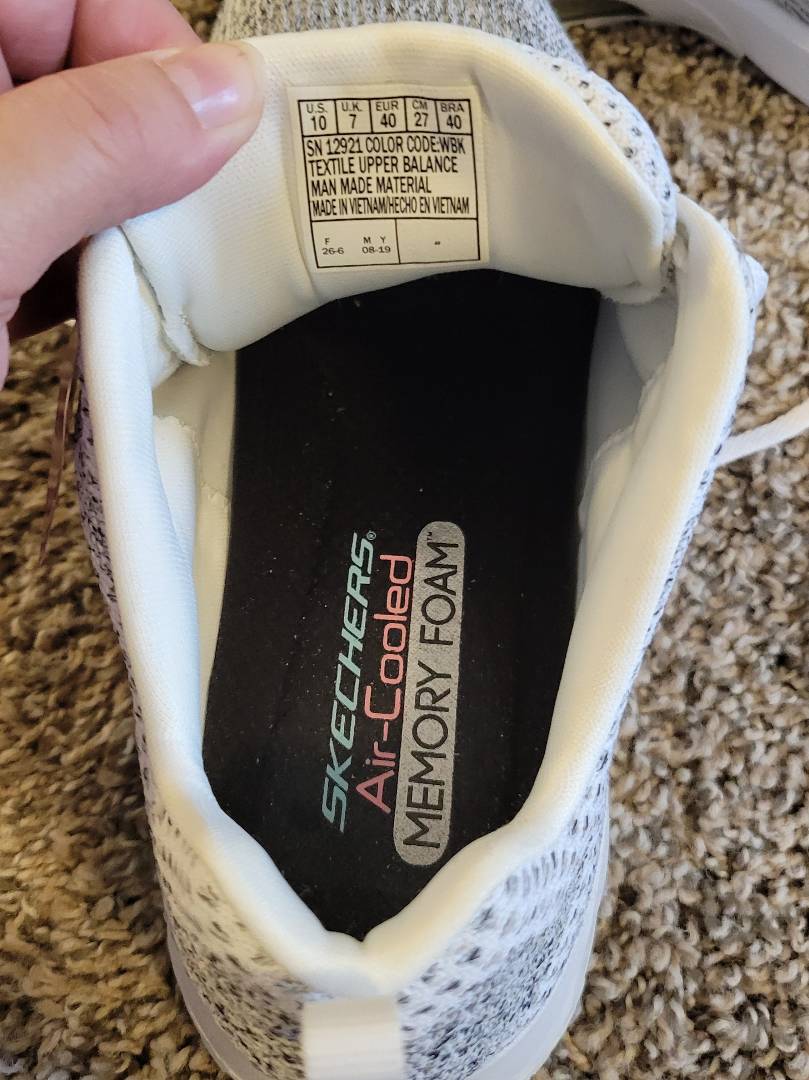 U.S. U.K. EUR CM BRA
10 7 40 27 40
SN 12921 COLOR CODE:WBK
TEXTILE UPPER BALANCE
MAN MADE MATERIAL
MADE IN VIETNAM/HECHO EN VIETNAM
F M Y
26-6 08-19
SKECHERS®
Air-Cooled
MEMORY FOAM™